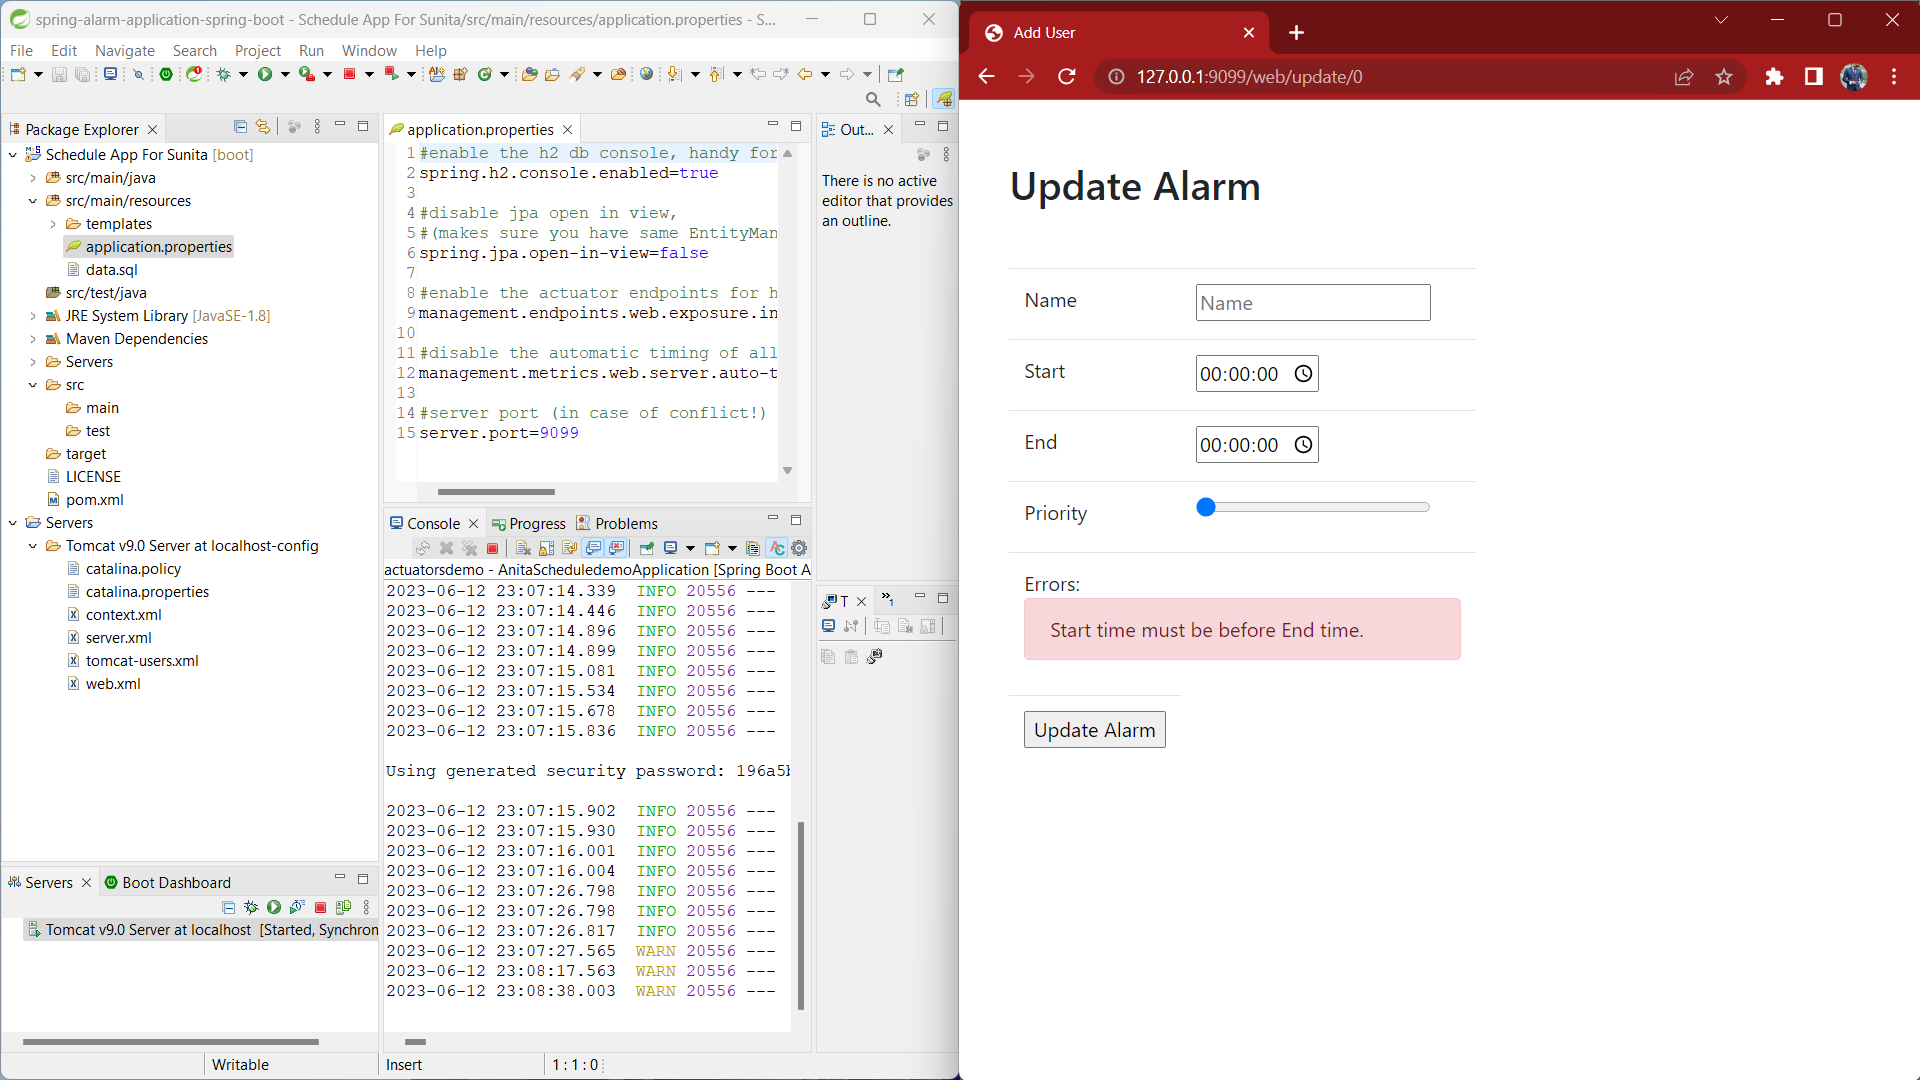 spring-alarm-application-spring-boot - Schedule App For Sunita/src/main/resources/application.properties - S...
File Edit Navigate Search Project Run Window Help
Package Explorer
Schedule App For Sunita [boot]
src/main/java
src/main/resources
templates
application.properties
data.sql
src/test/java
JRE System Library [JavaSE-1.8]
Maven Dependencies
Servers
src
main
test
target
LICENSE
pom.xml
Servers
Tomcat v9.0 Server at localhost-config
catalina.policy
catalina.properties
context.xml
server.xml
tomcat-users.xml
web.xml
Servers
Boot Dashboard
Tomcat v9.0 Server at localhost [Started, Synchron
Writable
Insert
1 : 1 : 0
application.properties
1 #enable the h2 db console, handy for
2 spring.h2.console.enabled=true
3
4 #disable jpa open in view,
5 #(makes sure you have same EntityMan
6 spring.jpa.open-in-view=false
7
8 #enable the actuator endpoints for h
9 management.endpoints.web.exposure.in
10
11 #disable the automatic timing of all
12 management.metrics.web.server.auto-t
13
14 #server port (in case of conflict!)
15 server.port=9099
Out...
There is no active
editor that provides
an outline.
Console
Progress
Problems
actuatorsdemo - AnitaScheduledemoApplication [Spring Boot A
2023-06-12 23:07:14.339 INFO 20556 ---
2023-06-12 23:07:14.446 INFO 20556 ---
2023-06-12 23:07:14.896 INFO 20556 ---
2023-06-12 23:07:14.899 INFO 20556 ---
2023-06-12 23:07:15.081 INFO 20556 ---
2023-06-12 23:07:15.534 INFO 20556 ---
2023-06-12 23:07:15.678 INFO 20556 ---
2023-06-12 23:07:15.836 INFO 20556 ---
Using generated security password: 196a5b
2023-06-12 23:07:15.902 INFO 20556 ---
2023-06-12 23:07:15.930 INFO 20556 ---
2023-06-12 23:07:16.001 INFO 20556 ---
2023-06-12 23:07:16.004 INFO 20556 ---
2023-06-12 23:07:26.798 INFO 20556 ---
2023-06-12 23:07:26.798 INFO 20556 ---
2023-06-12 23:07:26.817 INFO 20556 ---
2023-06-12 23:07:27.565 WARN 20556 ---
2023-06-12 23:08:17.563 WARN 20556 ---
2023-06-12 23:08:38.003 WARN 20556 ---
T
Add User
127.0.0.1:9099/web/update/0
Update Alarm
Name
Name
Start
00:00:00
End
00:00:00
Priority
Errors:
Start time must be before End time.
Update Alarm